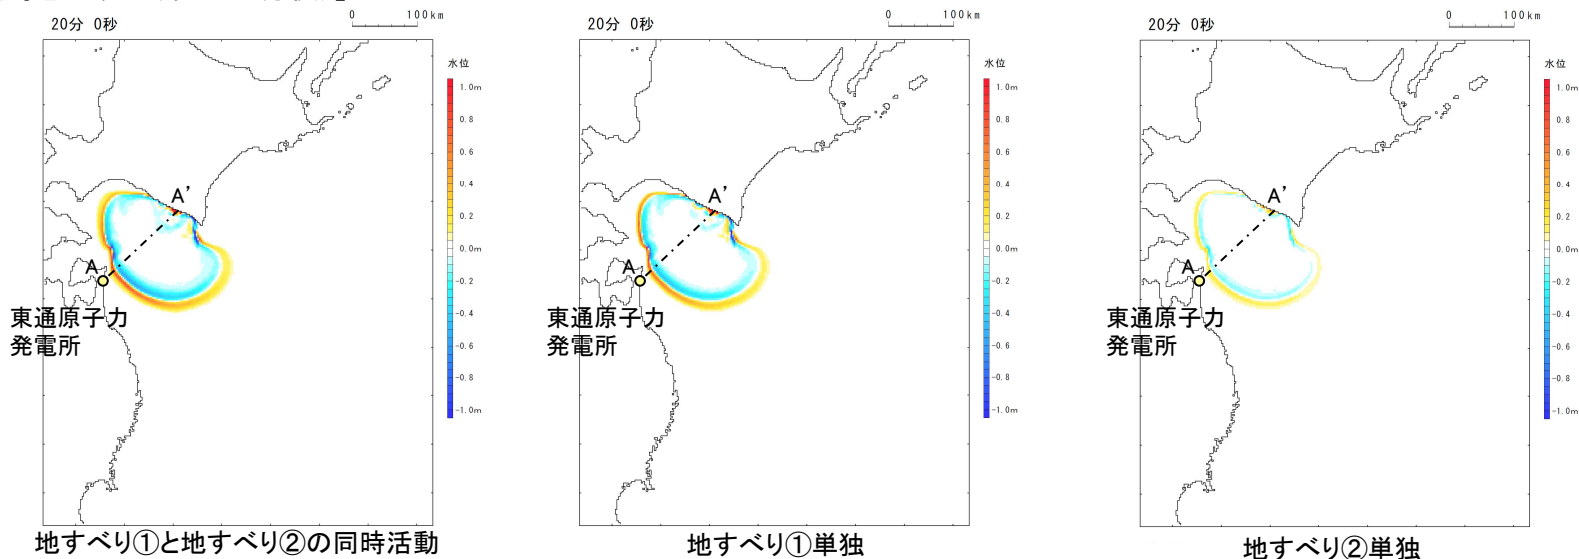 20分 0秒
0 100km
水位
1.0m
0.8
0.6
0.4
0.2
0.0m
-0.2
-0.4
-0.6
-0.8
-1.0m
A'
A
東通原子力
発電所
地すべり①と地すべり②の同時活動
20分 0秒
0 100km
水位
1.0m
0.8
0.6
0.4
0.2
0.0m
-0.2
-0.4
-0.6
-0.8
-1.0m
A'
A
東通原子力
発電所
地すべり①単独
20分 0秒
0 100km
水位
1.0m
0.8
0.6
0.4
0.2
0.0m
-0.2
-0.4
-0.6
-0.8
-1.0m
A'
A
東通原子力
発電所
地すべり②単独